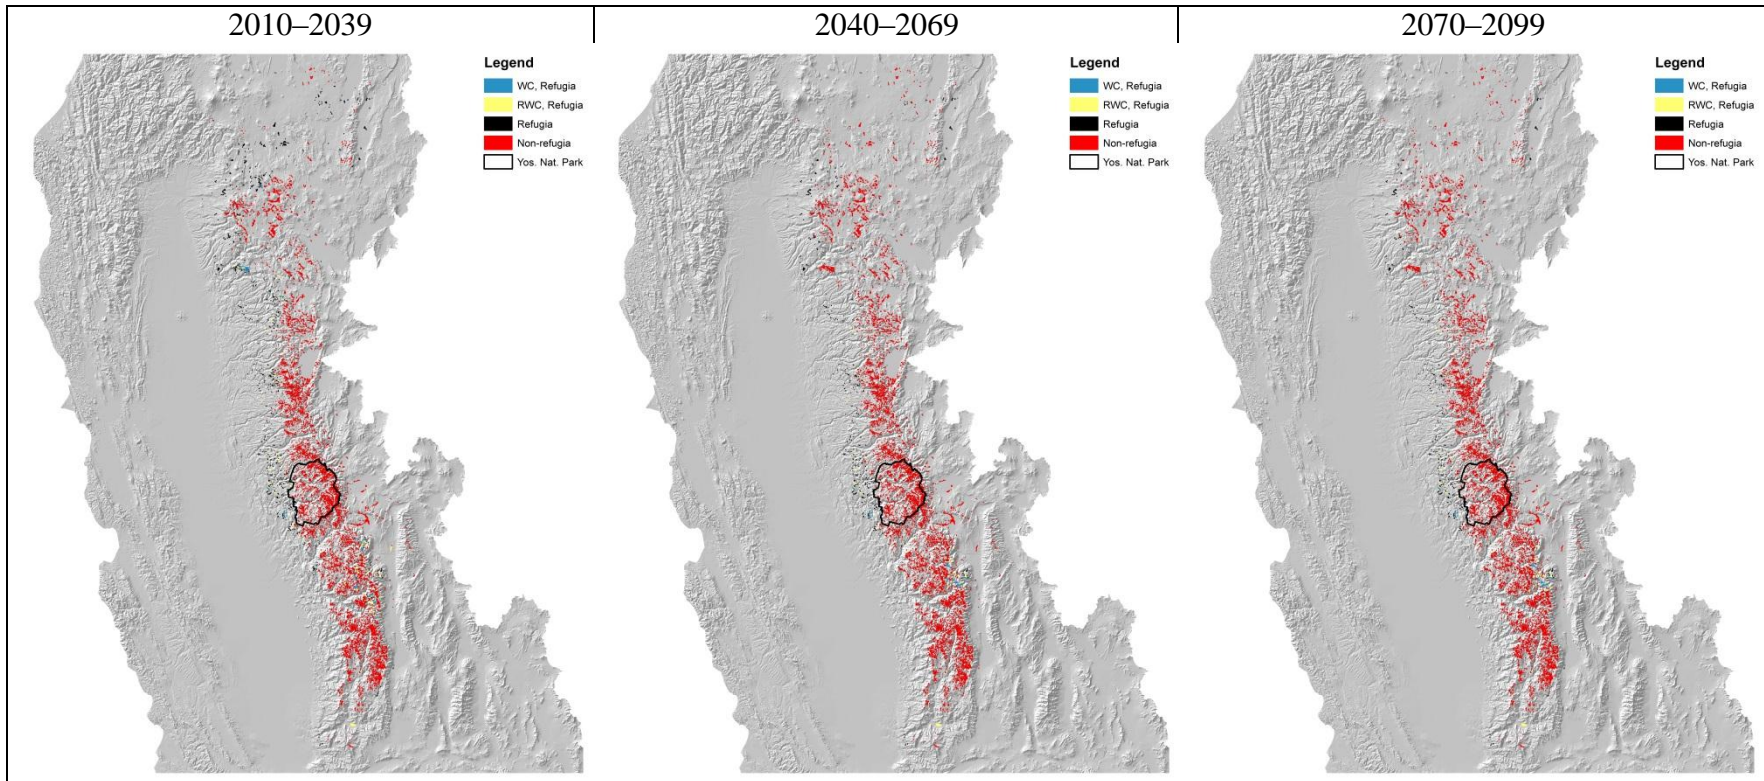 2010–2039
2040–2069
2070–2099
Legend
WC, Refugia
RWC, Refugia
Refugia
Non-refugia
Yos. Nat. Park
Legend
WC, Refugia
RWC, Refugia
Refugia
Non-refugia
Yos. Nat. Park
Legend
WC, Refugia
RWC, Refugia
Refugia
Non-refugia
Yos. Nat. Park